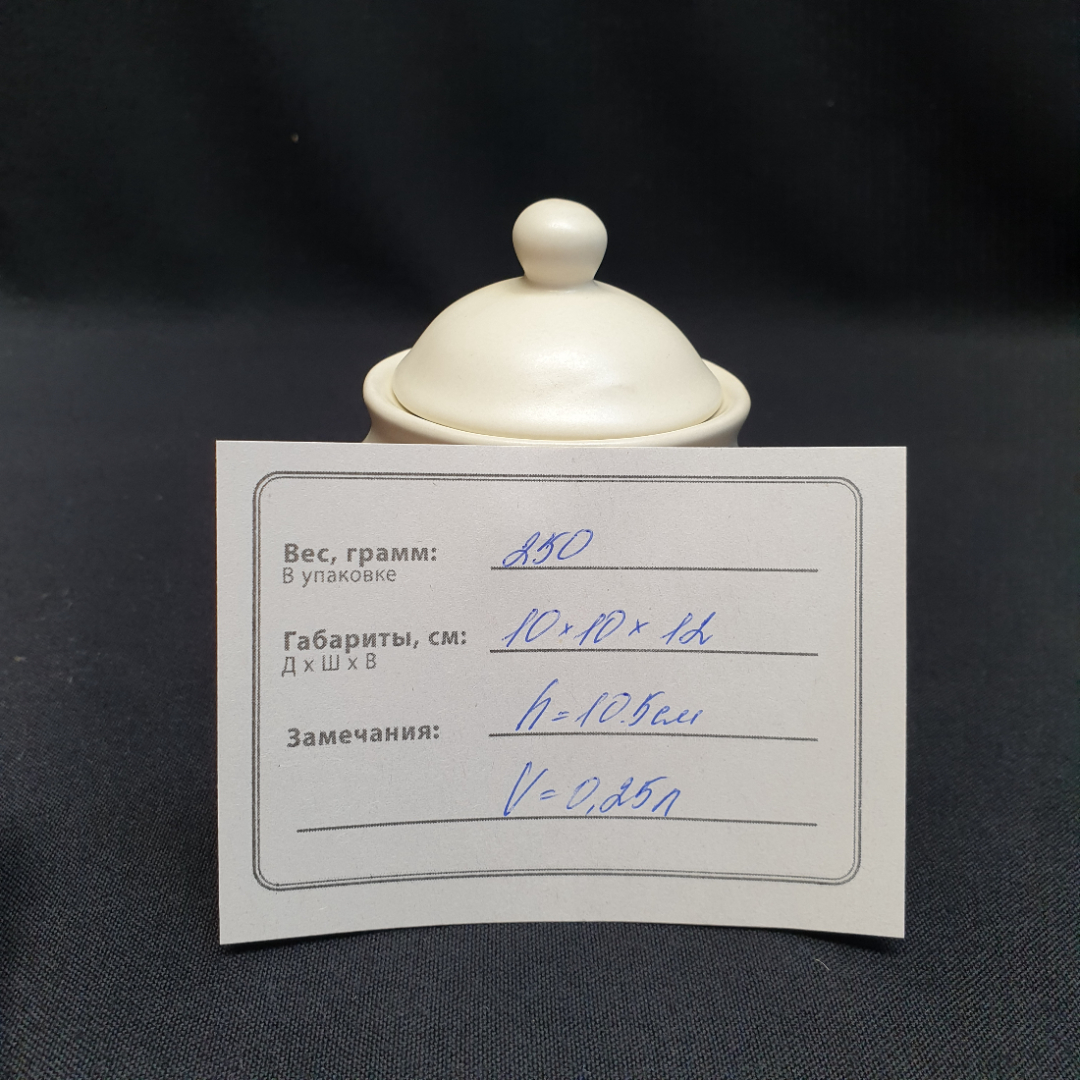 Вес, грамм: 250
В упаковке
Габариты, см: 10×10×12
Д х Ш х В
Замечания: h=10.5см
V=0,25л